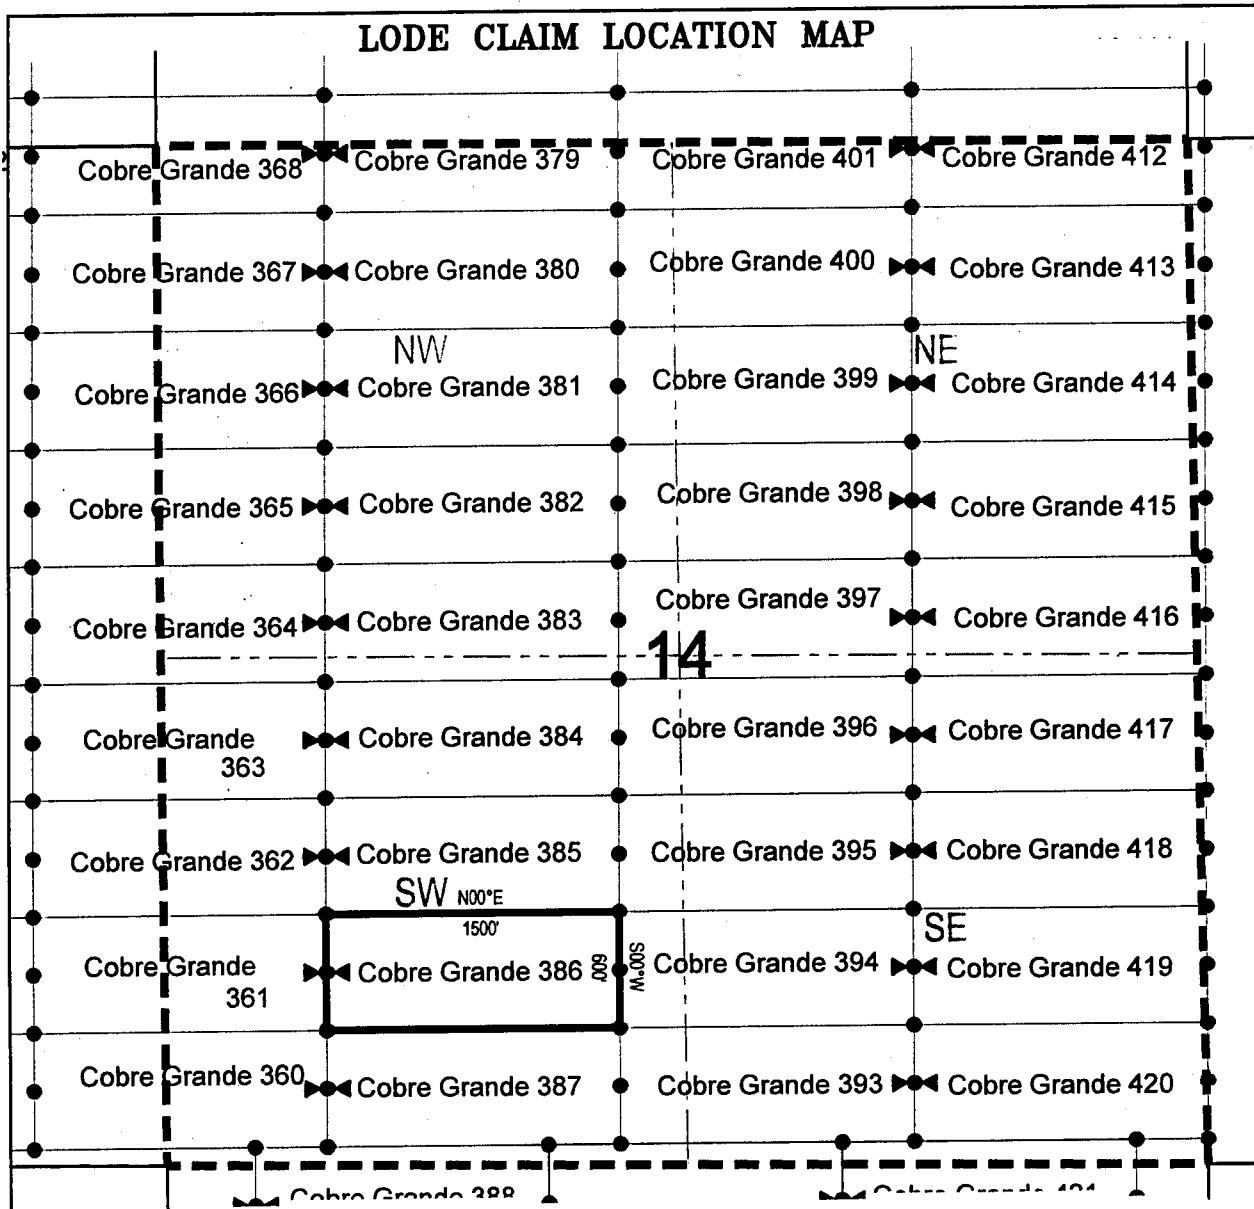 LODE CLAIM LOCATION MAP
Cobre Grande 368
Cobre Grande 379
Cobre Grande 401
Cobre Grande 412
Cobre Grande 367
Cobre Grande 380
Cobre Grande 400
Cobre Grande 413
NW
NE
Cobre Grande 366
Cobre Grande 381
Cobre Grande 399
Cobre Grande 414
Cobre Grande 365
Cobre Grande 382
Cobre Grande 398
Cobre Grande 415
Cobre Grande 364
Cobre Grande 383
Cobre Grande 397
Cobre Grande 416
14
Cobre Grande
363
Cobre Grande 384
Cobre Grande 396
Cobre Grande 417
Cobre Grande 362
Cobre Grande 385
Cobre Grande 395
Cobre Grande 418
SW
N00°E
1500'
SE
Cobre Grande
361
Cobre Grande 386
600'
S00°W
Cobre Grande 394
Cobre Grande 419
Cobre Grande 360
Cobre Grande 387
Cobre Grande 393
Cobre Grande 420
Cobre Grande 388
Cobre Grande 421